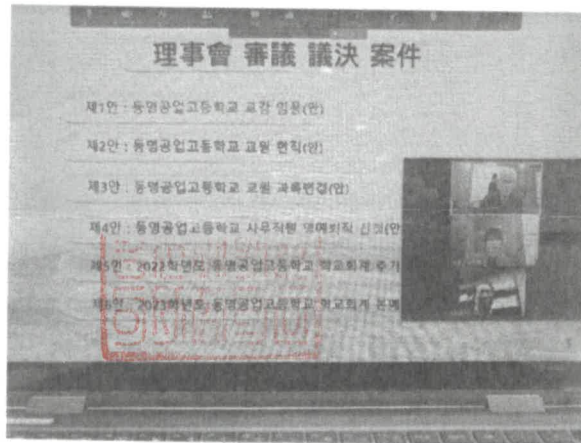 理事會 審議 議決 案件
제1안 : 동명공업고등학교 교감 임용(안)
제2안 : 동명공업고등학교 교원 면직(안)
제3안 : 동명공업고등학교 교원 과목변경(안)
제4안 : 동명공업고등학교 사무직원 명예퇴직 신청(안
제5안 : 2022학년도 동명공업고등학교 학교회계 추가
제6안 : 2023학년도 동명공업고등학교 학교회계 본예
5